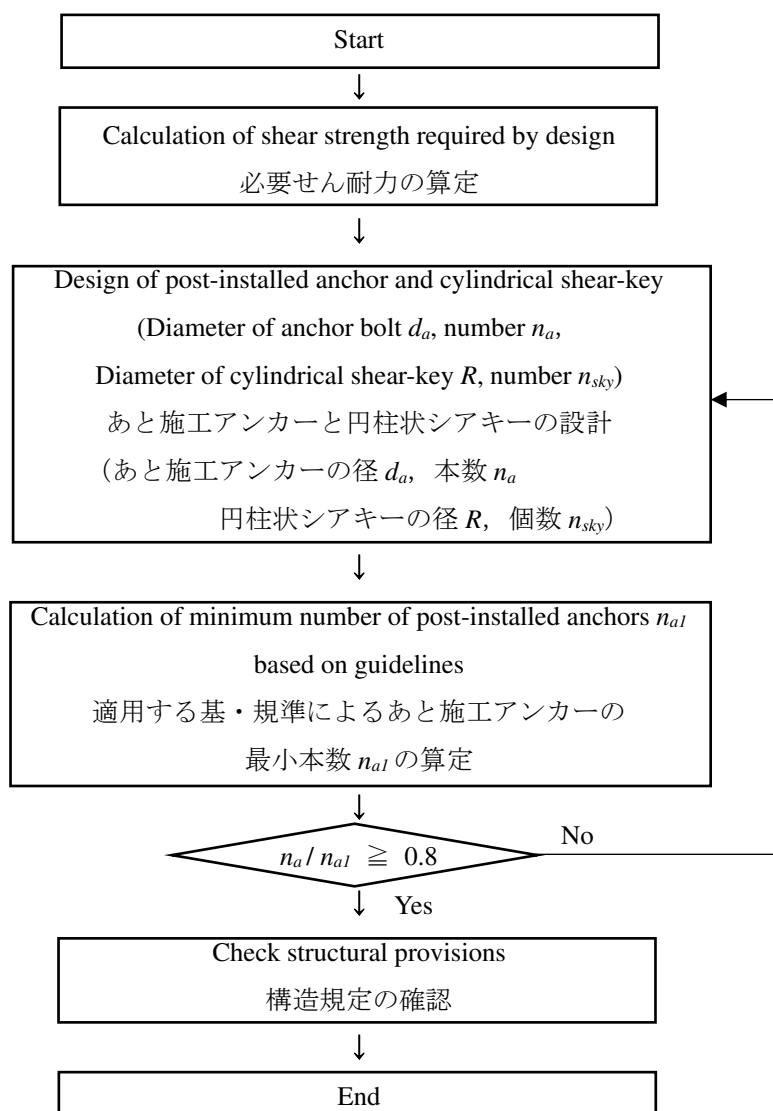 Start
↓
Calculation of shear strength required by design
必要せん耐力の算定
↓
Design of post-installed anchor and cylindrical shear-key
(Diameter of anchor bolt da, number na,
Diameter of cylindrical shear-key R, number nsky)
あと施工アンカーと円柱状シアキーの設計
（あと施工アンカーの径 da, 本数 na
円柱状シアキーの径 R, 個数 nsky）
↓
Calculation of minimum number of post-installed anchors na1
based on guidelines
適用する基・規準によるあと施工アンカーの
最小本数 na1 の算定
↓
na / na1 ≧ 0.8
No
↓ Yes
Check structural provisions
構造規定の確認
↓
End